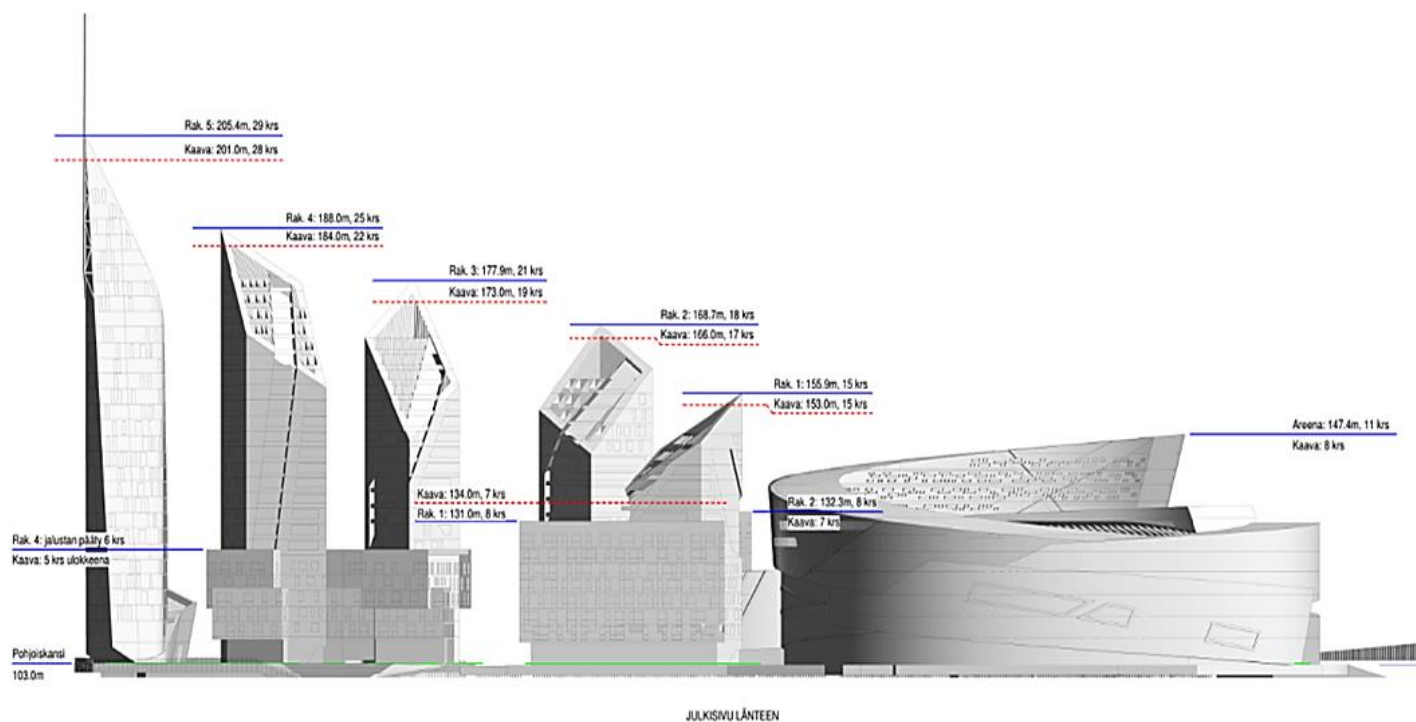 Rak. 5: 205.4m, 29 krs
Kaava: 201.0m, 28 krs
Rak. 4: 188.0m, 25 krs
Kaava: 184.0m, 22 krs
Rak. 3: 177.9m, 21 krs
Kaava: 173.0m, 19 krs
Rak. 2: 168.7m, 18 krs
Kaava: 166.0m, 17 krs
Rak. 1: 155.9m, 15 krs
Kaava: 153.0m, 15 krs
Areena: 147.4m, 11 krs
Kaava: 8 krs
Kaava: 134.0m, 7 krs
Rak. 1: 131.0m, 8 krs
Rak. 2: 132.3m, 8 krs
Kaava: 7 krs
Rak. 4: jalustan pääty 6 krs
Kaava: 5 krs ulokkeena
Pohjoiskansi
103.0m
JULKISIVU LÄNTEEN